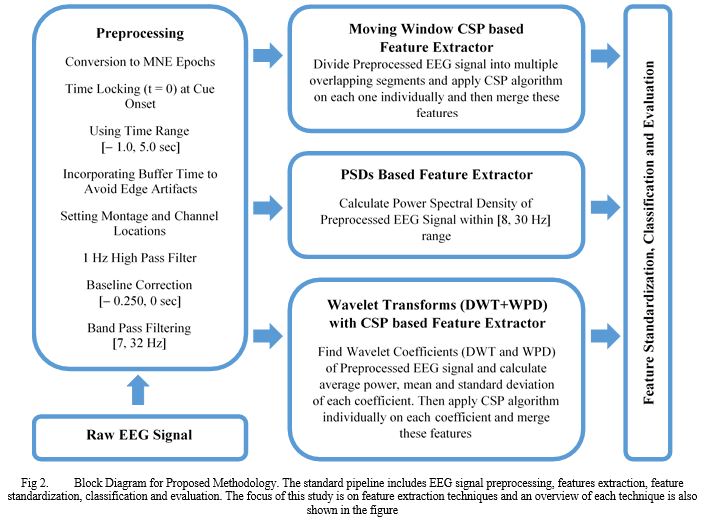 Preprocessing
Conversion to MNE Epochs
Time Locking (t = 0) at Cue
Onset
Using Time Range
[− 1.0, 5.0 sec]
Incorporating Buffer Time to
Avoid Edge Artifacts
Setting Montage and Channel
Locations
1 Hz High Pass Filter
Baseline Correction
[− 0.250, 0 sec]
Band Pass Filtering
[7, 32 Hz]
Raw EEG Signal
Moving Window CSP based
Feature Extractor
Divide Preprocessed EEG signal into multiple
overlapping segments and apply CSP algorithm
on each one individually and then merge these
features
PSDs Based Feature Extractor
Calculate Power Spectral Density of
Preprocessed EEG Signal within [8, 30 Hz]
range
Wavelet Transforms (DWT+WPD)
with CSP based Feature Extractor
Find Wavelet Coefficients (DWT and WPD)
of Preprocessed EEG signal and calculate
average power, mean and standard deviation
of each coefficient. Then apply CSP algorithm
individually on each coefficient and merge
these features
Feature Standardization, Classification and Evaluation
Fig 2. Block Diagram for Proposed Methodology. The standard pipeline includes EEG signal preprocessing, features extraction, feature
standardization, classification and evaluation. The focus of this study is on feature extraction techniques and an overview of each technique is also
shown in the figure